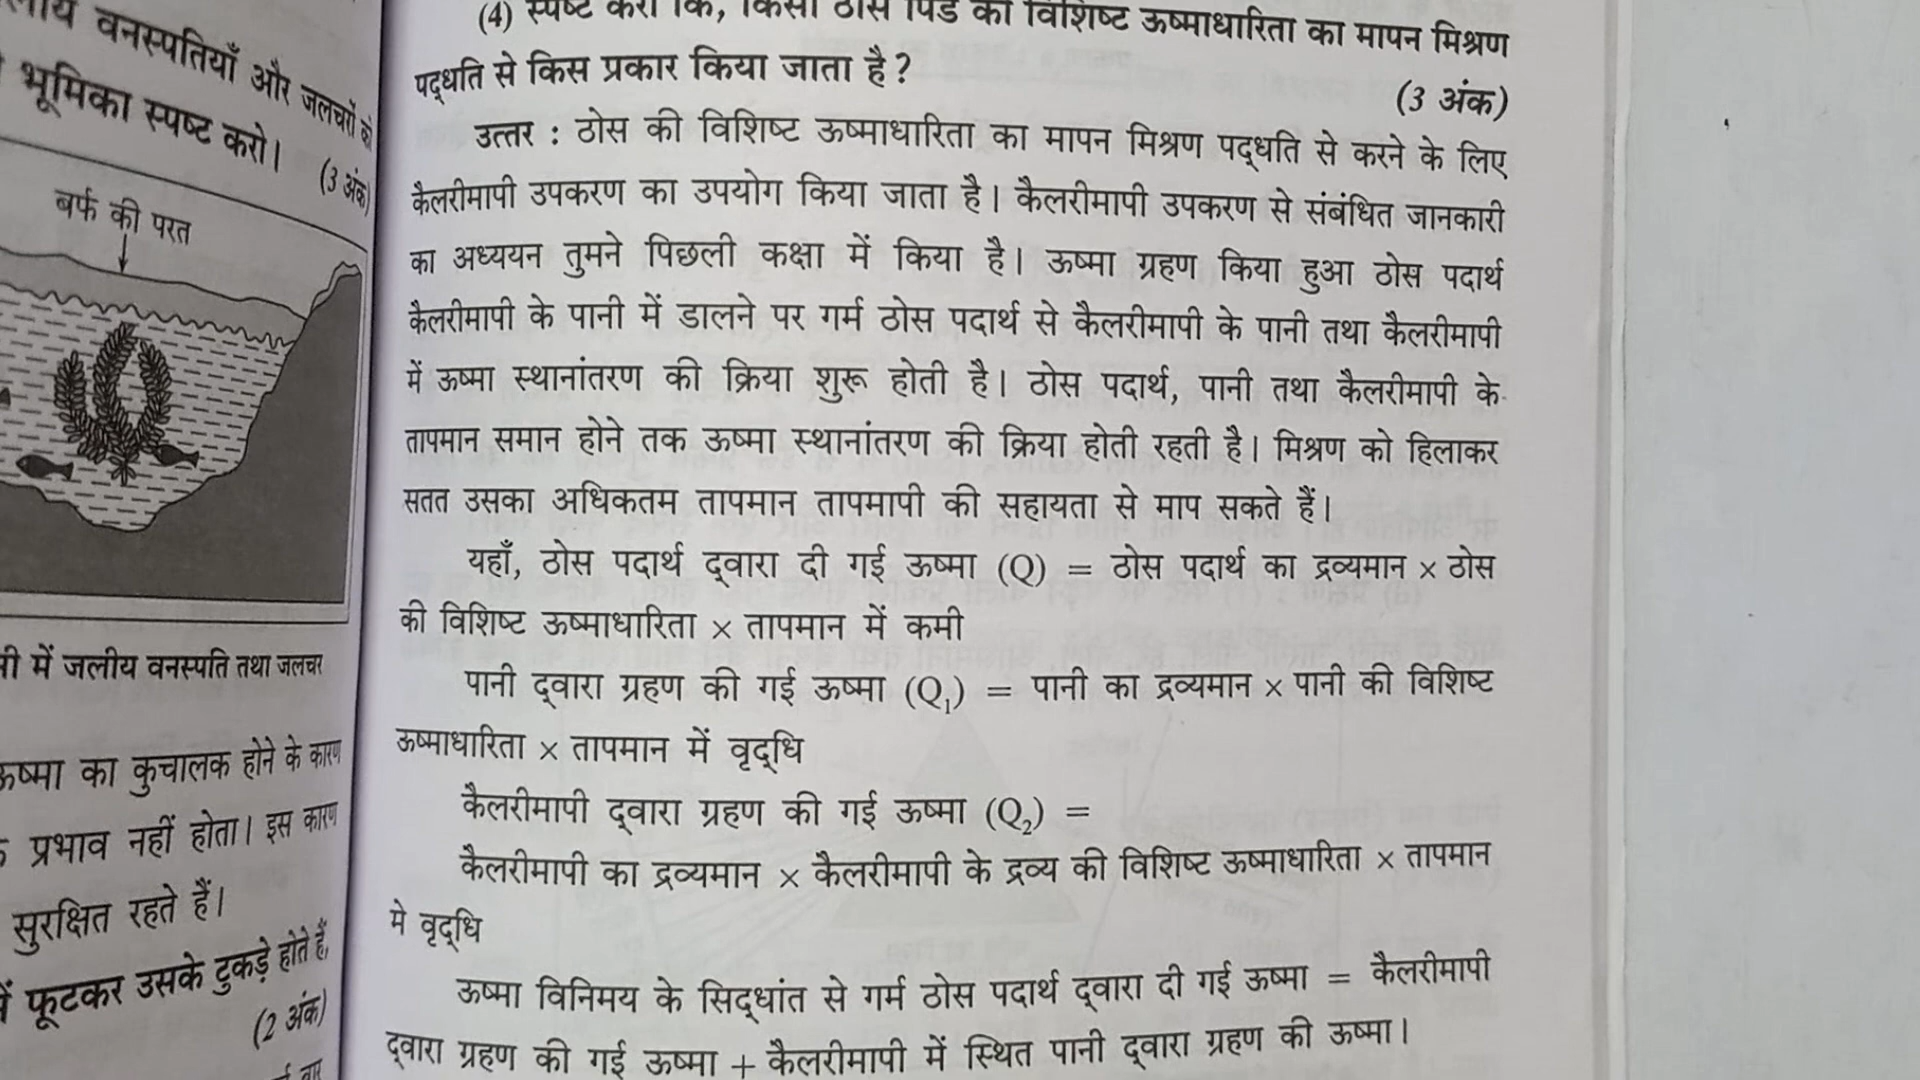 वनस्पतियाँ और जलचरों की
भूमिका स्पष्ट करो।
(3 अंक)
बर्फ की परत
में जलीय वनस्पति तथा जलचर
ऊष्मा का कुचालक होने के कारण
प्रभाव नहीं होता। इस कारण
सुरक्षित रहते हैं।
फूटकर उसके टुकड़े होते हैं,
(2 अंक)
(4) स्पष्ट करो कि, किसी ठोस पिंड की विशिष्ट ऊष्माधारिता का मापन मिश्रण
पद्धति से किस प्रकार किया जाता है?
(3 अंक)
उत्तर : ठोस की विशिष्ट ऊष्माधारिता का मापन मिश्रण पद्धति से करने के लिए
कैलरीमापी उपकरण का उपयोग किया जाता है। कैलरीमापी उपकरण से संबंधित जानकारी
का अध्ययन तुमने पिछली कक्षा में किया है। ऊष्मा ग्रहण किया हुआ ठोस पदार्थ
कैलरीमापी के पानी में डालने पर गर्म ठोस पदार्थ से कैलरीमापी के पानी तथा कैलरीमापी
में ऊष्मा स्थानांतरण की क्रिया शुरू होती है। ठोस पदार्थ, पानी तथा कैलरीमापी के
तापमान समान होने तक ऊष्मा स्थानांतरण की क्रिया होती रहती है। मिश्रण को हिलाकर
सतत उसका अधिकतम तापमान तापमापी की सहायता से माप सकते हैं।
यहाँ, ठोस पदार्थ द्वारा दी गई ऊष्मा (Q) = ठोस पदार्थ का द्रव्यमान × ठोस
की विशिष्ट ऊष्माधारिता × तापमान में कमी
पानी द्वारा ग्रहण की गई ऊष्मा (Q₁) = पानी का द्रव्यमान × पानी की विशिष्ट
ऊष्माधारिता × तापमान में वृद्धि
कैलरीमापी द्वारा ग्रहण की गई ऊष्मा (Q₂) =
कैलरीमापी का द्रव्यमान × कैलरीमापी के द्रव्य की विशिष्ट ऊष्माधारिता × तापमान
मे वृद्धि
ऊष्मा विनिमय के सिद्धांत से गर्म ठोस पदार्थ द्वारा दी गई ऊष्मा = कैलरीमापी
द्वारा ग्रहण की गई ऊष्मा + कैलरीमापी में स्थित पानी द्वारा ग्रहण की ऊष्मा।